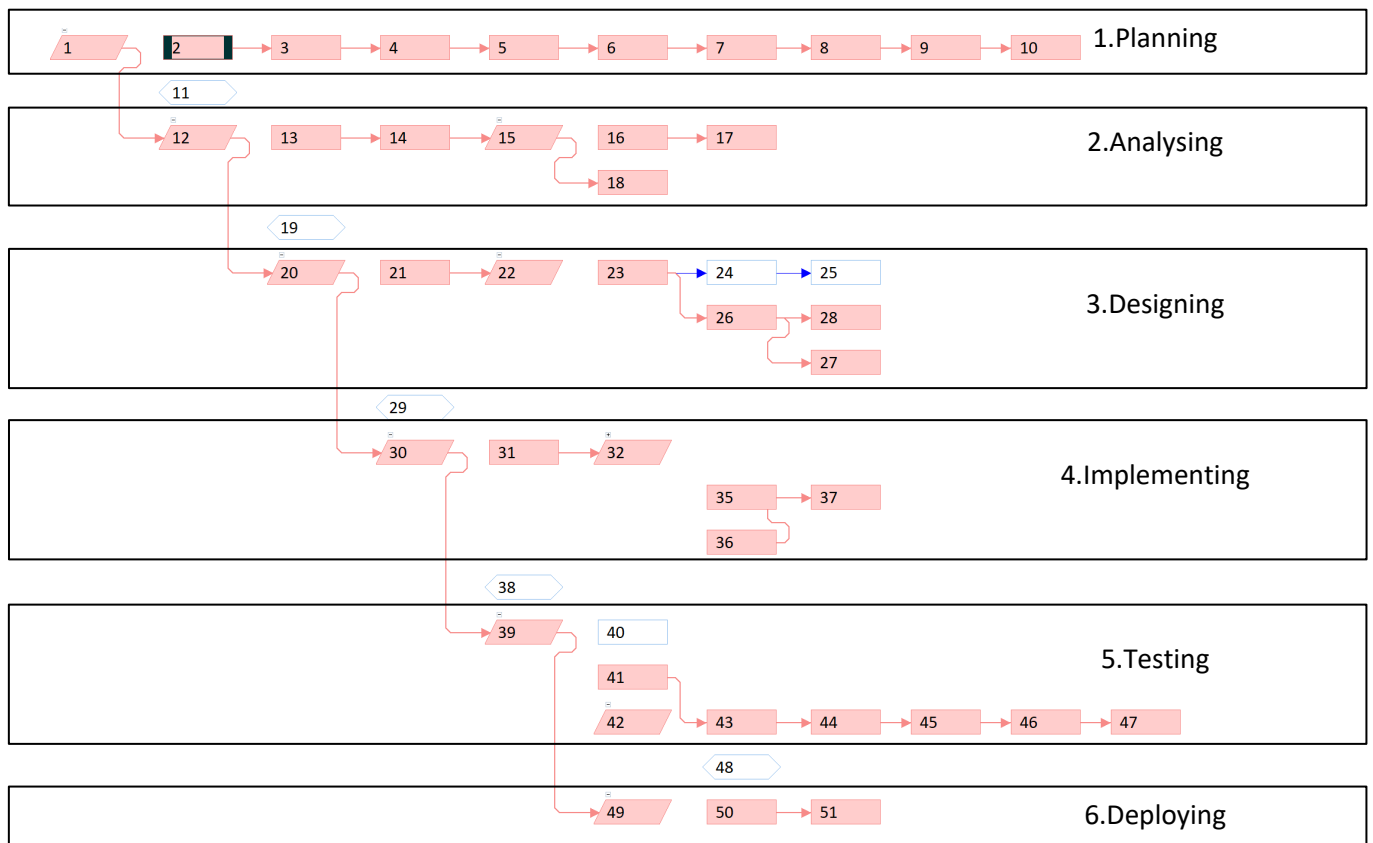 1 2 3 4 5 6 7 8 9 10 1.Planning
11
12 13 14 15 16 17 2.Analysing
18
19
20 21 22 23 24 25
26 28 3.Designing
27
29
30 31 32
35 37 4.Implementing
36
38
39 40
41 5.Testing
42 43 44 45 46 47
48
49 50 51 6.Deploying